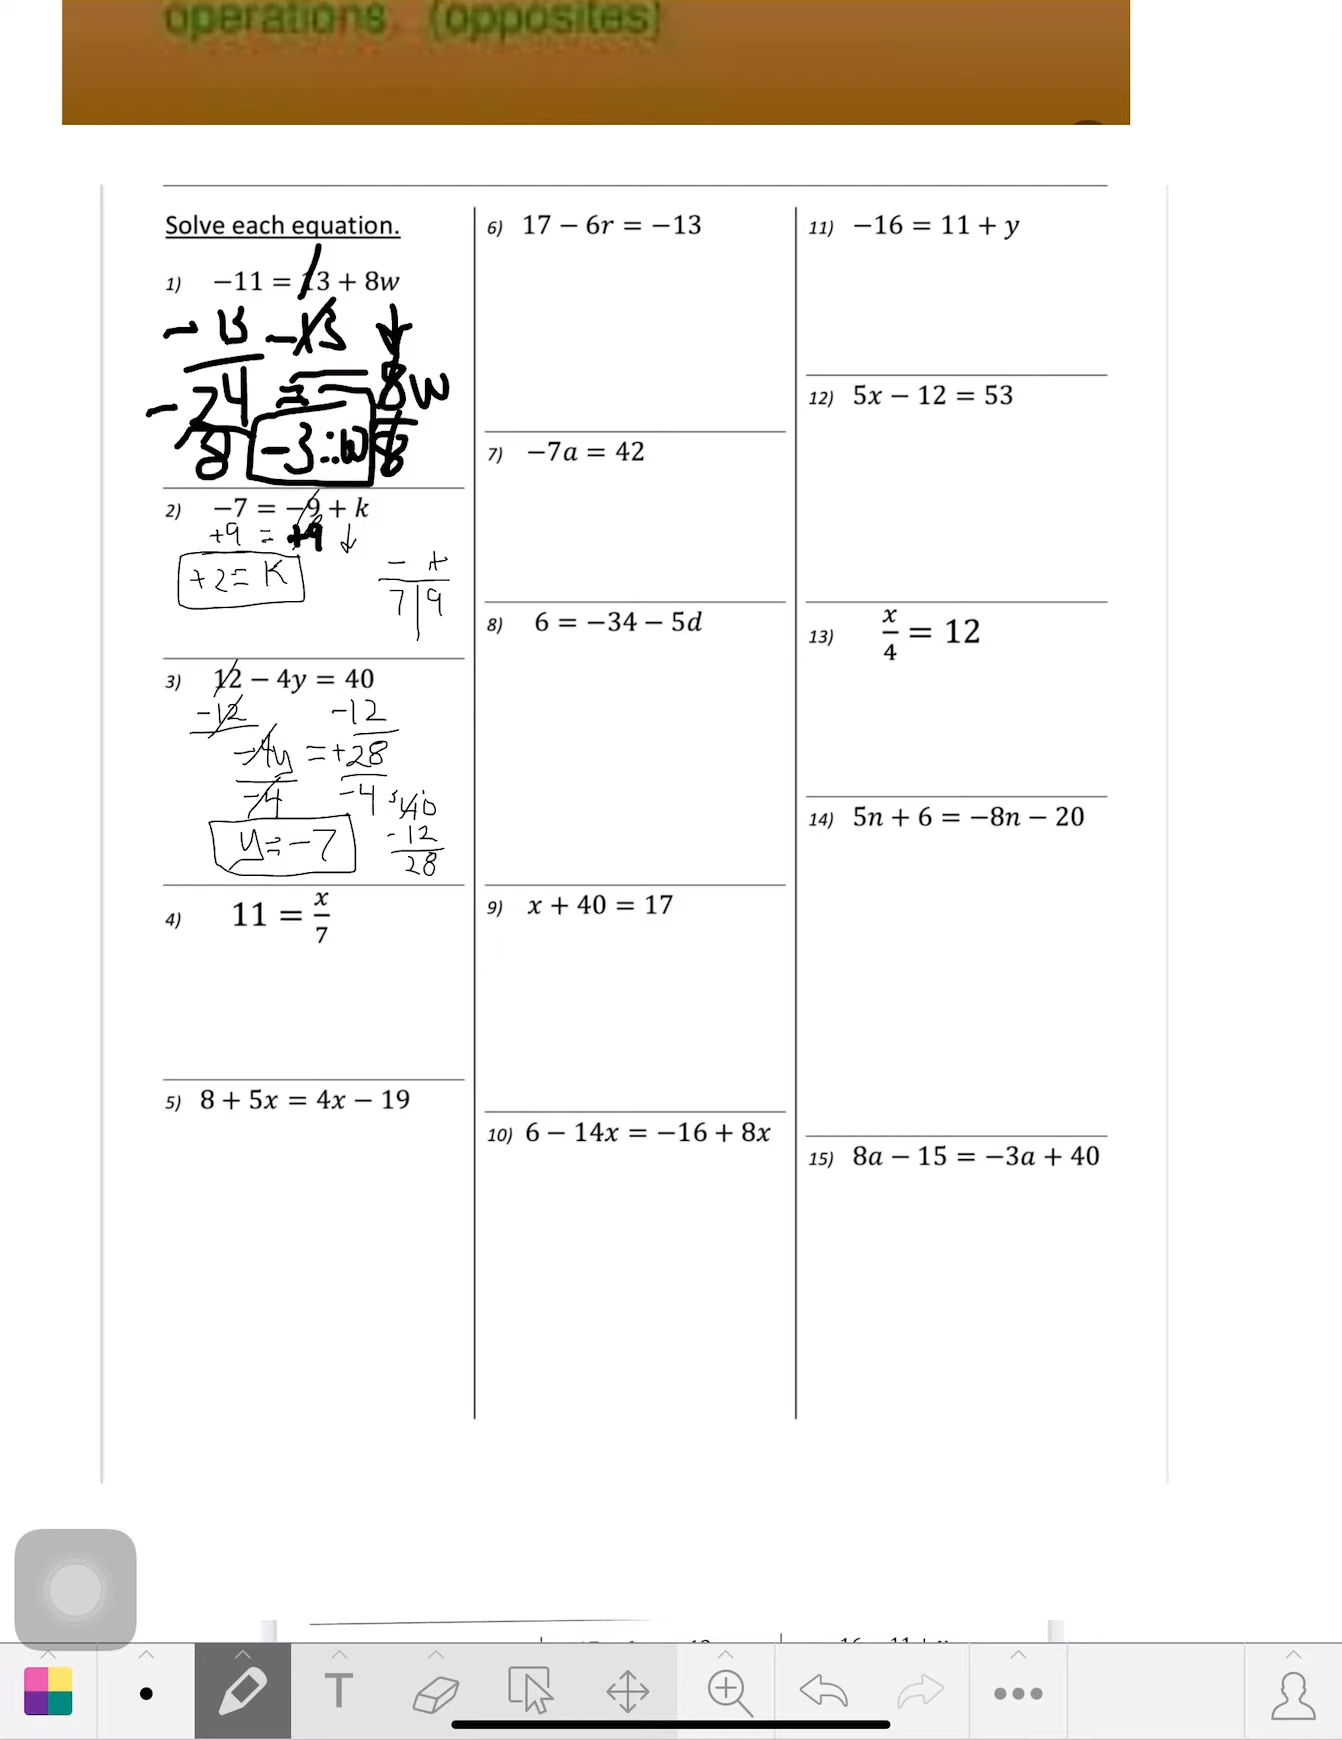 operations. (opposites)
Solve each equation.
1) −11 = 13 + 8w
- 13 -13 ↓
-24 = 8w
8 -3 = w 8
2) −7 = −9 + k
+9 = +9 ↓
+2 = K
- +
7 | 9
3) 12 − 4y = 40
-12 -12
-4y = +28
-4 -4
y = -7
40
-12
28
4) 11 = x/7
5) 8 + 5x = 4x − 19
6) 17 − 6r = −13
7) −7a = 42
8) 6 = −34 − 5d
9) x + 40 = 17
10) 6 − 14x = −16 + 8x
11) −16 = 11 + y
12) 5x − 12 = 53
13) x/4 = 12
14) 5n + 6 = −8n − 20
15) 8a − 15 = −3a + 40
T